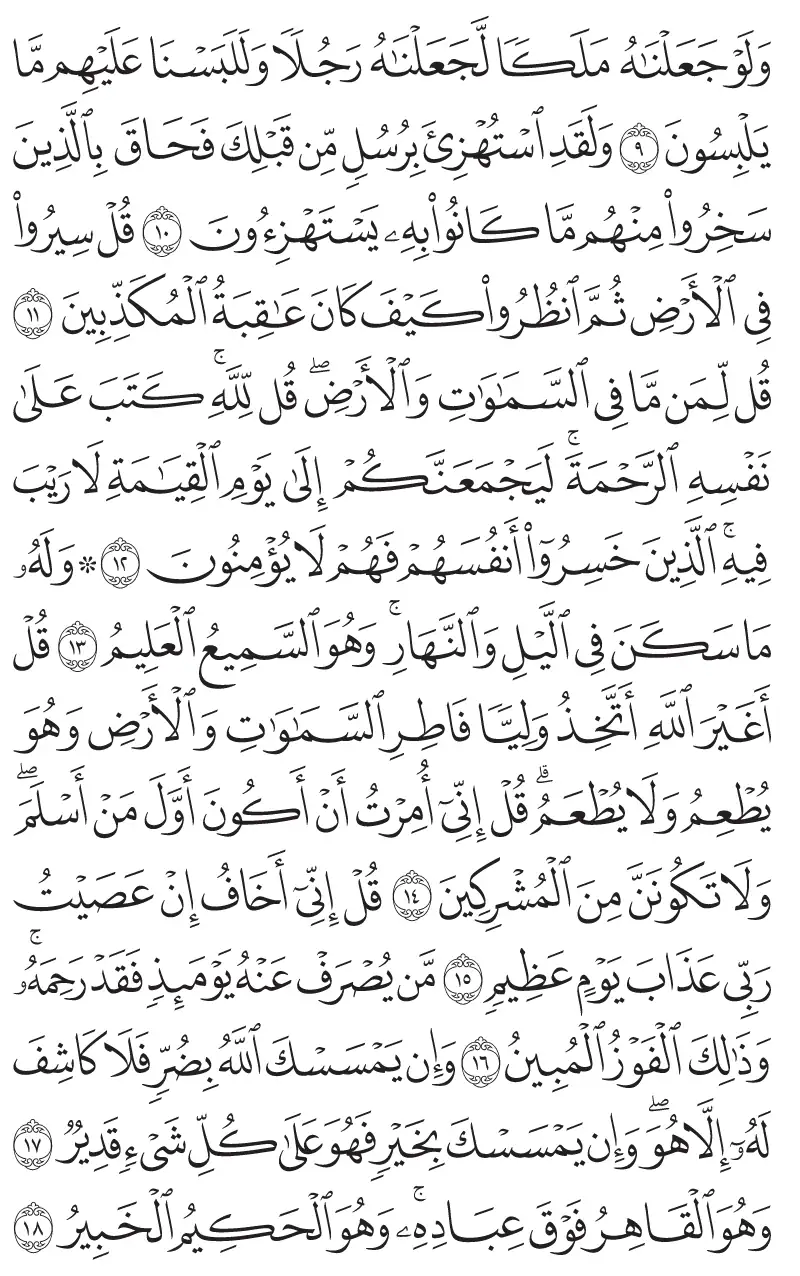 وَلَوۡ جَعَلۡنَٰهُ مَلَكٗا لَّجَعَلۡنَٰهُ رَجُلٗا وَلَلَبَسۡنَا عَلَيۡهِم مَّا
يَلۡبِسُونَ ٩ وَلَقَدِ ٱسۡتُهۡزِئَ بِرُسُلٖ مِّن قَبۡلِكَ فَحَاقَ بِٱلَّذِينَ
سَخِرُواْ مِنۡهُم مَّا كَانُواْ بِهِۦ يَسۡتَهۡزِءُونَ ١٠ قُلۡ سِيرُواْ
فِي ٱلۡأَرۡضِ ثُمَّ ٱنظُرُواْ كَيۡفَ كَانَ عَٰقِبَةُ ٱلۡمُكَذِّبِينَ ١١
قُل لِّمَن مَّا فِي ٱلسَّمَٰوَٰتِ وَٱلۡأَرۡضِۖ قُل لِّلَّهِۚ كَتَبَ عَلَىٰ
نَفۡسِهِ ٱلرَّحۡمَةَۚ لَيَجۡمَعَنَّكُمۡ إِلَىٰ يَوۡمِ ٱلۡقِيَٰمَةِ لَا رَيۡبَ
فِيهِۚ ٱلَّذِينَ خَسِرُوٓاْ أَنفُسَهُمۡ فَهُمۡ لَا يُؤۡمِنُونَ ١٢ ۞ وَلَهُۥ
مَا سَكَنَ فِي ٱلَّيۡلِ وَٱلنَّهَارِۚ وَهُوَ ٱلسَّمِيعُ ٱلۡعَلِيمُ ١٣ قُلۡ
أَغَيۡرَ ٱللَّهِ أَتَّخِذُ وَلِيّٗا فَاطِرِ ٱلسَّمَٰوَٰتِ وَٱلۡأَرۡضِ وَهُوَ
يُطۡعِمُ وَلَا يُطۡعَمُۗ قُلۡ إِنِّيٓ أُمِرۡتُ أَنۡ أَكُونَ أَوَّلَ مَنۡ أَسۡلَمَۖ
وَلَا تَكُونَنَّ مِنَ ٱلۡمُشۡرِكِينَ ١٤ قُلۡ إِنِّيٓ أَخَافُ إِنۡ عَصَيۡتُ
رَبِّي عَذَابَ يَوۡمٍ عَظِيمٖ ١٥ مَّن يُصۡرَفۡ عَنۡهُ يَوۡمَئِذٖ فَقَدۡ رَحِمَهُۥۚ
وَذَٰلِكَ ٱلۡفَوۡزُ ٱلۡمُبِينُ ١٦ وَإِن يَمۡسَسۡكَ ٱللَّهُ بِضُرّٖ فَلَا كَاشِفَ
لَهُۥٓ إِلَّا هُوَۖ وَإِن يَمۡسَسۡكَ بِخَيۡرٖ فَهُوَ عَلَىٰ كُلِّ شَيۡءٖ قَدِيرٞ ١٧
وَهُوَ ٱلۡقَاهِرُ فَوۡقَ عِبَادِهِۦۚ وَهُوَ ٱلۡحَكِيمُ ٱلۡخَبِيرُ ١٨